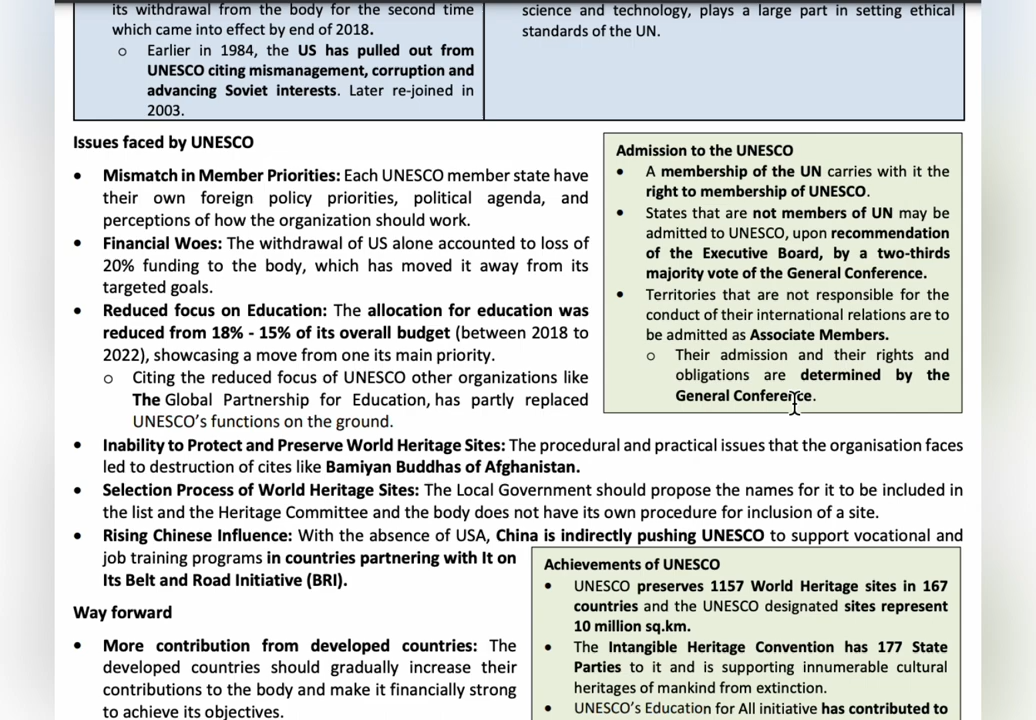 its withdrawal from the body for the second time
which came into effect by end of 2018.
o Earlier in 1984, the US has pulled out from
UNESCO citing mismanagement, corruption and
advancing Soviet interests. Later re-joined in
2003.
science and technology, plays a large part in setting ethical
standards of the UN.
Issues faced by UNESCO
• Mismatch in Member Priorities: Each UNESCO member state have
their own foreign policy priorities, political agenda, and
perceptions of how the organization should work.
• Financial Woes: The withdrawal of US alone accounted to loss of
20% funding to the body, which has moved it away from its
targeted goals.
• Reduced focus on Education: The allocation for education was
reduced from 18% - 15% of its overall budget (between 2018 to
2022), showcasing a move from one its main priority.
o Citing the reduced focus of UNESCO other organizations like
The Global Partnership for Education, has partly replaced
UNESCO's functions on the ground.
Admission to the UNESCO
• A membership of the UN carries with it the
right to membership of UNESCO.
• States that are not members of UN may be
admitted to UNESCO, upon recommendation
of the Executive Board, by a two-thirds
majority vote of the General Conference.
• Territories that are not responsible for the
conduct of their international relations are to
be admitted as Associate Members.
o Their admission and their rights and
obligations are determined by the
General Conference.
• Inability to Protect and Preserve World Heritage Sites: The procedural and practical issues that the organisation faces
led to destruction of cites like Bamiyan Buddhas of Afghanistan.
• Selection Process of World Heritage Sites: The Local Government should propose the names for it to be included in
the list and the Heritage Committee and the body does not have its own procedure for inclusion of a site.
• Rising Chinese Influence: With the absence of USA, China is indirectly pushing UNESCO to support vocational and
job training programs in countries partnering with It on
Its Belt and Road Initiative (BRI).
Way forward
• More contribution from developed countries: The
developed countries should gradually increase their
contributions to the body and make it financially strong
to achieve its objectives.
Achievements of UNESCO
• UNESCO preserves 1157 World Heritage sites in 167
countries and the UNESCO designated sites represent
10 million sq.km.
• The Intangible Heritage Convention has 177 State
Parties to it and is supporting innumerable cultural
heritages of mankind from extinction.
• UNESCO's Education for All initiative has contributed to